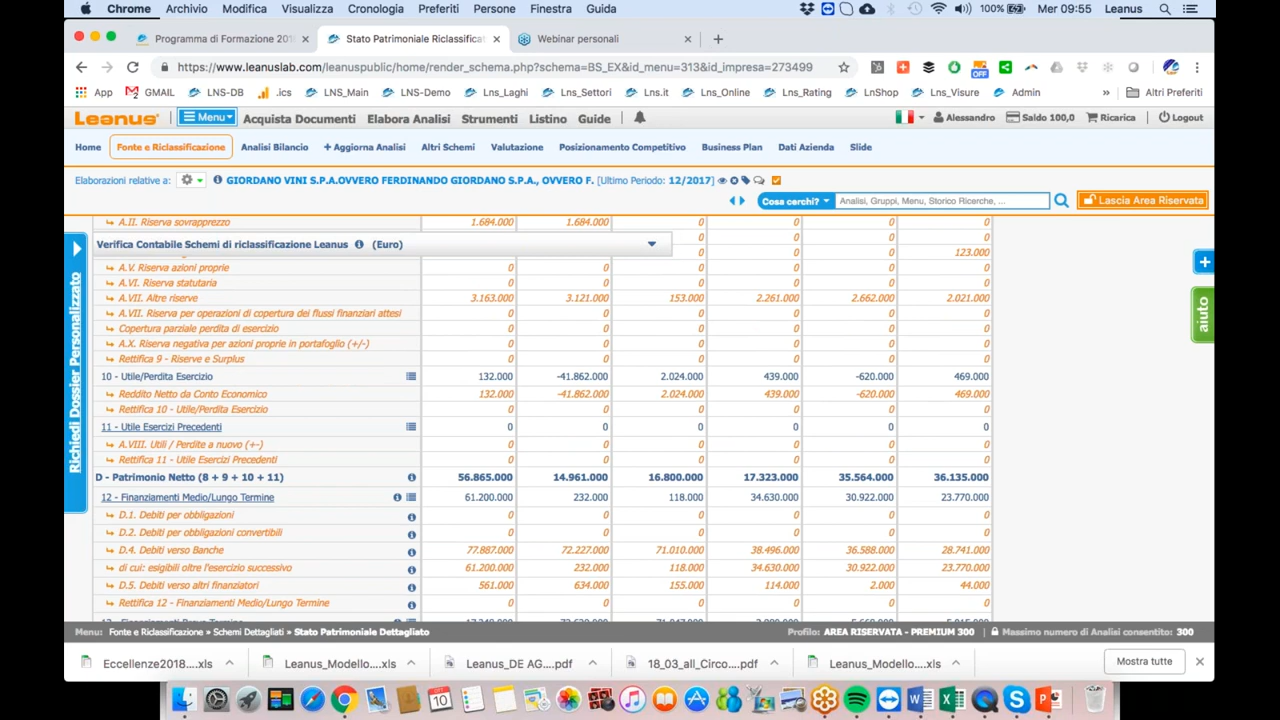 Chrome Archivio Modifica Visualizza Cronologia Preferiti Persone Finestra Guida 100% Mer 09:55 Leanus
Programma di Formazione 201 × Stato Patrimoniale Riclassificat × Webinar personali × +
https://www.leanuslab.com/leanuspublic/home/render_schema.php?schema=BS_EX&id_menu=313&id_impresa=273499
App GMAIL LNS-DB .ics LNS_Main LNS-Demo Lns_Laghi Lns_Settori Lns.it Lns_Online Lns_Rating LnShop Lns_Visure Admin » Altri Preferiti
Leanus Menu Acquista Documenti Elabora Analisi Strumenti Listino Guide Alessandro Saldo 100,0 Ricarica Logout
Home Fonte e Riclassificazione Analisi Bilancio + Aggiorna Analisi Altri Schemi Valutazione Posizionamento Competitivo Business Plan Dati Azienda Slide
Elaborazioni relative a: GIORDANO VINI S.P.A.OVVERO FERDINANDO GIORDANO S.P.A., OVVERO F. [Ultimo Periodo: 12/2017]
Cosa cerchi? Analisi, Gruppi, Menu, Storico Ricerche, ... Lascia Area Riservata
A.II. Riserva sovrapprezzo 1.684.000 1.684.000 0 0 0 0
0 0 0 0
Verifica Contabile Schemi di riclassificazione Leanus (Euro)
0 0 0 123.000
A.V. Riserva azioni proprie 0 0 0 0 0 0
A.VI. Riserva statutaria 0 0 0 0 0 0
A.VII. Altre riserve 3.163.000 3.121.000 153.000 2.261.000 2.662.000 2.021.000
A.VII. Riserva per operazioni di copertura dei flussi finanziari attesi 0 0 0 0 0 0
Copertura parziale perdita di esercizio 0 0 0 0 0 0
A.X. Riserva negativa per azioni proprie in portafoglio (+/-) 0 0 0 0 0 0
Rettifica 9 - Riserve e Surplus 0 0 0 0 0 0
10 - Utile/Perdita Esercizio 132.000 -41.862.000 2.024.000 439.000 -620.000 469.000
Reddito Netto da Conto Economico 132.000 -41.862.000 2.024.000 439.000 -620.000 469.000
Rettifica 10 - Utile/Perdita Esercizio 0 0 0 0 0 0
11 - Utile Esercizi Precedenti 0 0 0 0 0 0
A.VIII. Utili / Perdite a nuovo (+-) 0 0 0 0 0 0
Rettifica 11 - Utile Esercizi Precedenti 0 0 0 0 0 0
D - Patrimonio Netto (8 + 9 + 10 + 11) 56.865.000 14.961.000 16.800.000 17.323.000 35.564.000 36.135.000
12 - Finanziamenti Medio/Lungo Termine 61.200.000 232.000 118.000 34.630.000 30.922.000 23.770.000
D.1. Debiti per obbligazioni 0 0 0 0 0 0
D.2. Debiti per obbligazioni convertibili 0 0 0 0 0 0
D.4. Debiti verso Banche 77.887.000 72.227.000 71.010.000 38.496.000 36.588.000 28.741.000
di cui: esigibili oltre l'esercizio successivo 61.200.000 232.000 118.000 34.630.000 30.922.000 23.770.000
D.5. Debiti verso altri finanziatori 561.000 634.000 155.000 114.000 2.000 44.000
Rettifica 12 - Finanziamenti Medio/Lungo Termine 0 0 0 0 0 0
Menu: Fonte e Riclassificazione » Schemi Dettagliati » Stato Patrimoniale Dettagliato Profilo: AREA RISERVATA - PREMIUM 300 | Massimo numero di Analisi consentito: 300
Richiedi Dossier Personalizzato
+
aiuto
Eccellenze2018....xls Leanus_Modello....xls Leanus_DE AG....pdf 18_03_all_Circo....pdf Leanus_Modello....xls Mostra tutte ×